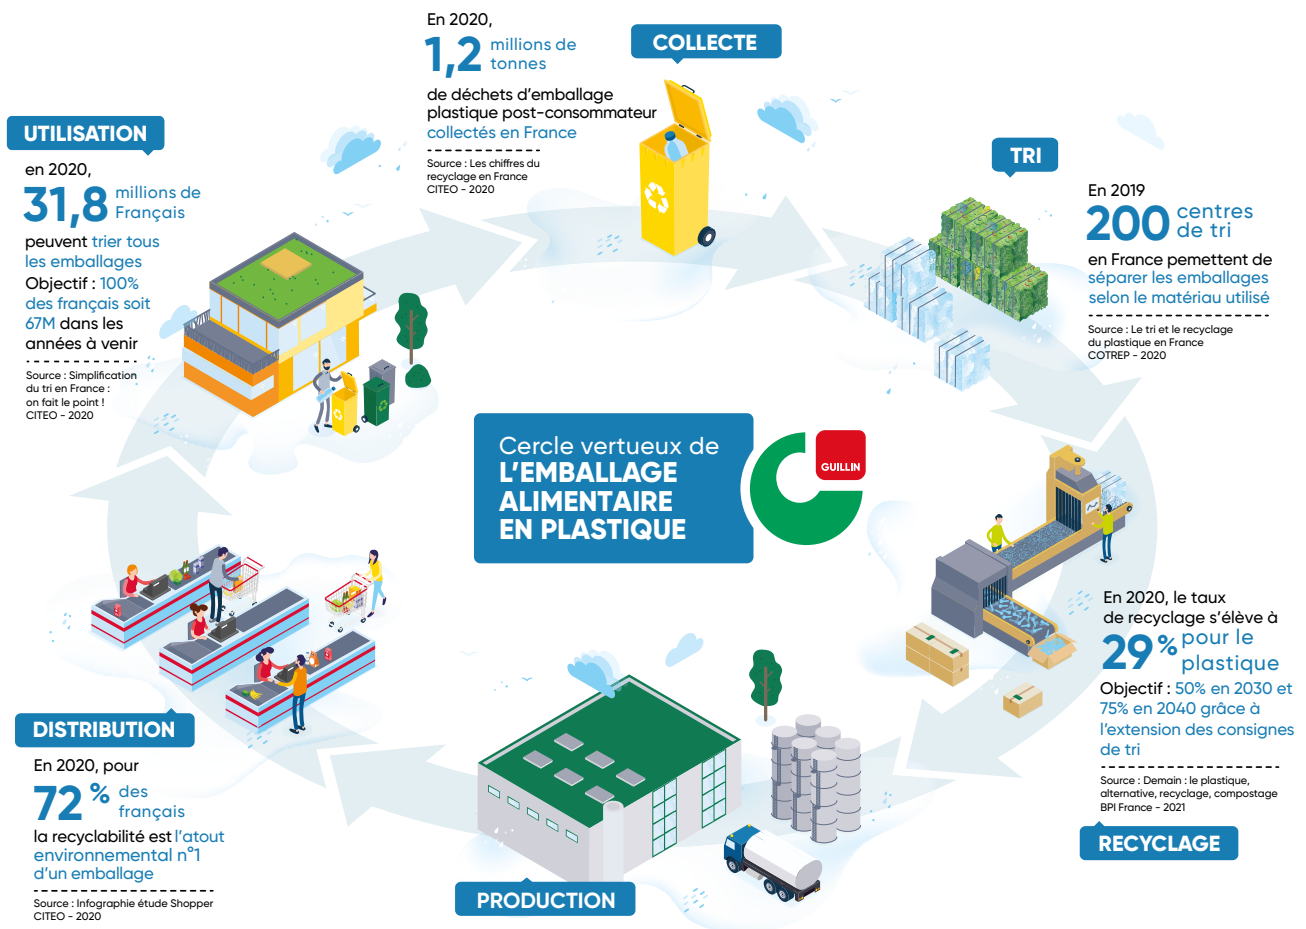 En 2020,
1,2 millions de
tonnes
de déchets d'emballage
plastique post-consommateur
collectés en France
Source : Les chiffres du
recyclage en France
CITEO - 2020
COLLECTE
UTILISATION
en 2020,
31,8 millions de
Français
peuvent trier tous
les emballages
Objectif : 100%
des français soit
67M dans les
années à venir
Source : Simplification
du tri en France :
on fait le point !
CITEO - 2020
TRI
En 2019
200 centres
de tri
en France pemettent de
séparer les emballages
selon le matériau utilisé
Source : Le tri et le recyclage
du plastique en France
COTREP - 2020
Cercle vertueux de
L'EMBALLAGE
ALIMENTAIRE
EN PLASTIQUE
GUILLIN
En 2020, le taux
de recyclage s'élève à
29 % pour le
plastique
Objectif : 50% en 2030 et
75% en 2040 grâce à
l'extension des consignes
de tri
Source : Demain : le plastique,
alternative, recyclage, compostage
BPI France - 2021
RECYCLAGE
DISTRIBUTION
En 2020, pour
72 % des
français
la recyclabilité est l'atout
environnemental n°1
d'un emballage
Source : Infographie étude Shopper
CITEO - 2020
PRODUCTION